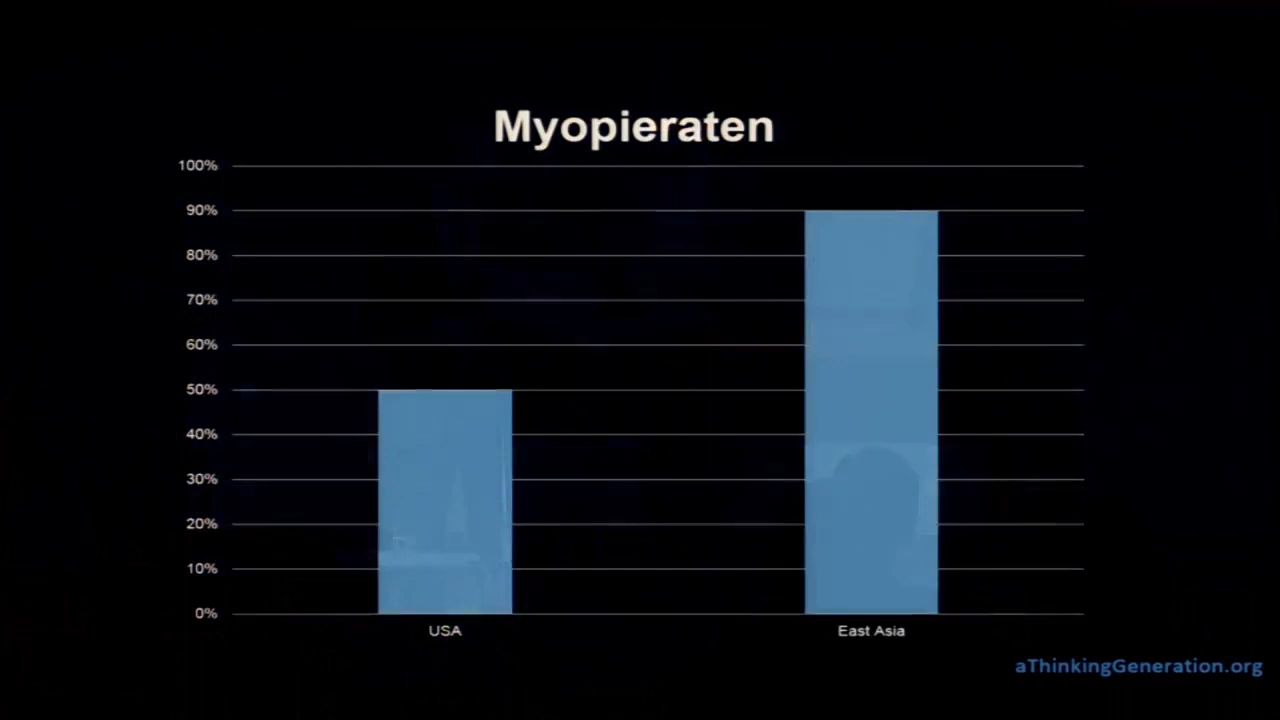 Myopieraten
100%
90%
80%
70%
60%
50%
40%
30%
20%
10%
0%
USA
East Asia
aThinkingGeneration.org